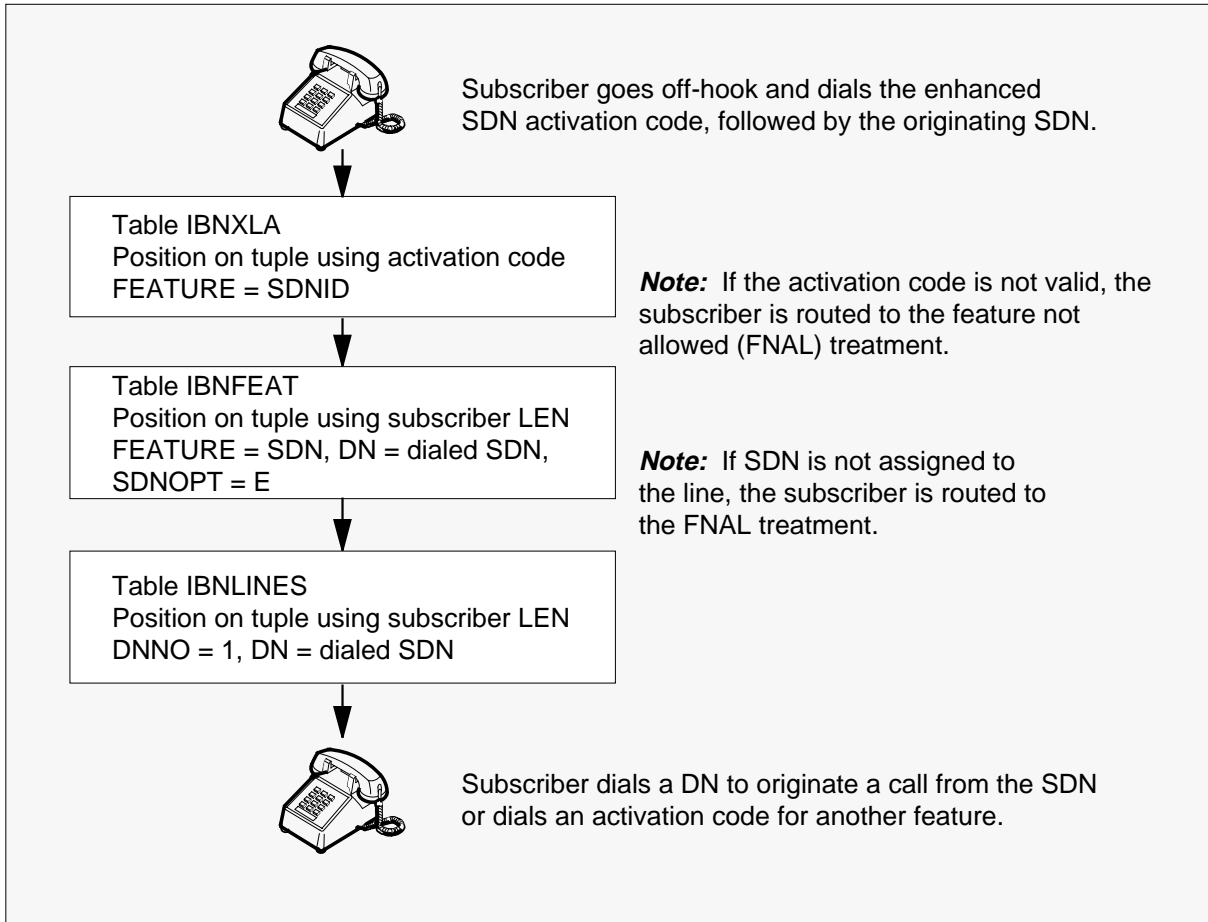 Subscriber goes off-hook and dials the enhanced
SDN activation code, followed by the originating SDN.
Table IBNXLA
Position on tuple using activation code
FEATURE = SDNID
Note: If the activation code is not valid, the
subscriber is routed to the feature not
allowed (FNAL) treatment.
Table IBNFEAT
Position on tuple using subscriber LEN
FEATURE = SDN, DN = dialed SDN,
SDNOPT = E
Note: If SDN is not assigned to
the line, the subscriber is routed to
the FNAL treatment.
Table IBNLINES
Position on tuple using subscriber LEN
DNNO = 1, DN = dialed SDN
Subscriber dials a DN to originate a call from the SDN
or dials an activation code for another feature.